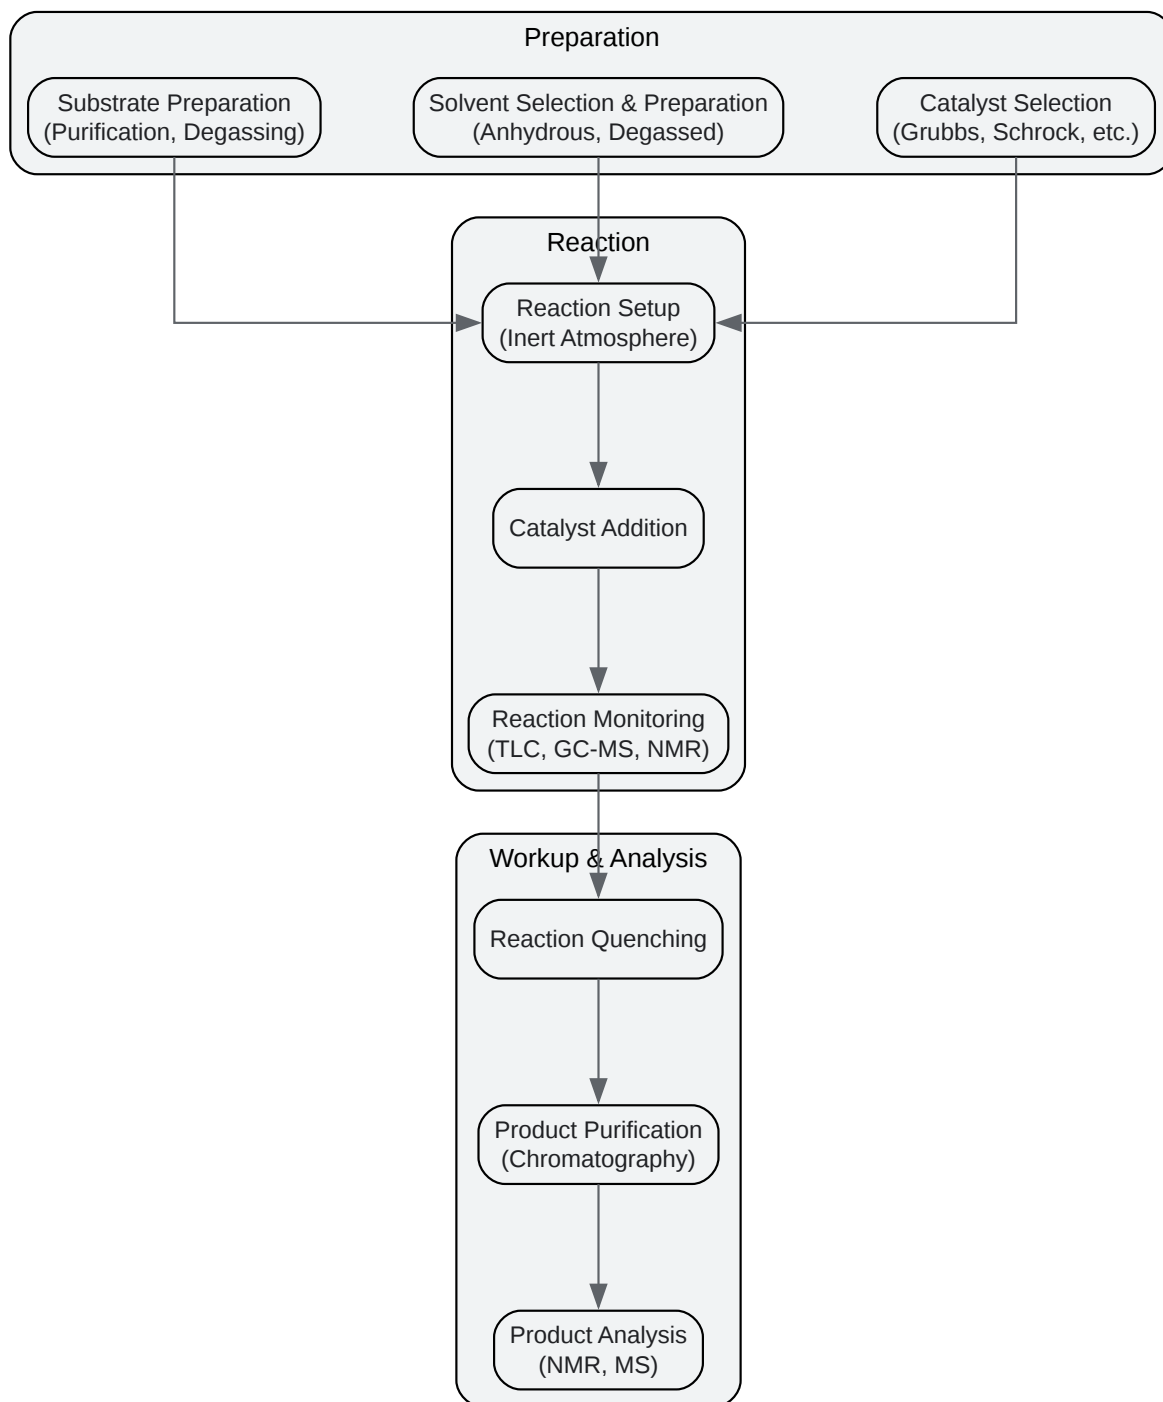 Preparation
Substrate Preparation
(Purification, Degassing)
Solvent Selection & Preparation
(Anhydrous, Degassed)
Catalyst Selection
(Grubbs, Schrock, etc.)
Reaction
Reaction Setup
(Inert Atmosphere)
Catalyst Addition
Reaction Monitoring
(TLC, GC-MS, NMR)
Workup & Analysis
Reaction Quenching
Product Purification
(Chromatography)
Product Analysis
(NMR, MS)